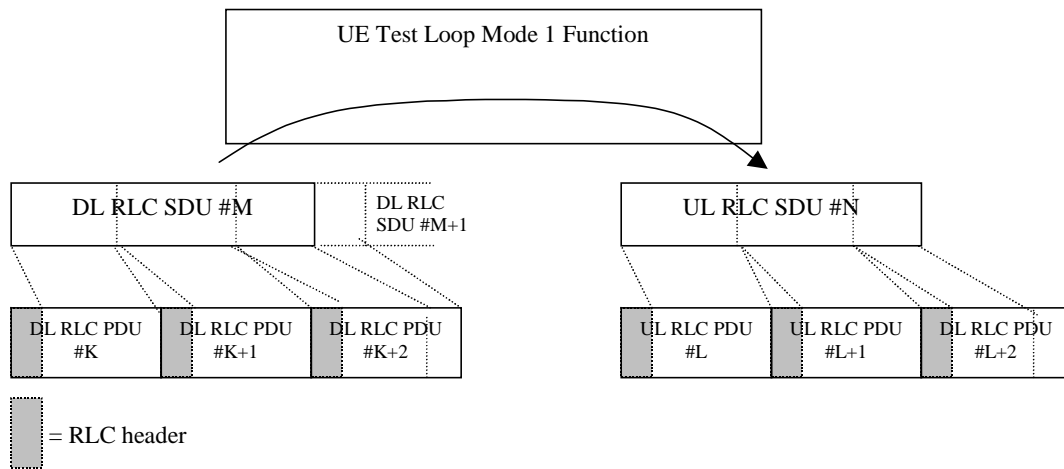 UE Test Loop Mode 1 Function
DL RLC SDU #M
DL RLC
SDU #M+1
UL RLC SDU #N
DL RLC PDU
#K
DL RLC PDU
#K+1
DL RLC PDU
#K+2
UL RLC PDU
#L
UL RLC PDU
#L+1
DL RLC PDU
#L+2
= RLC header